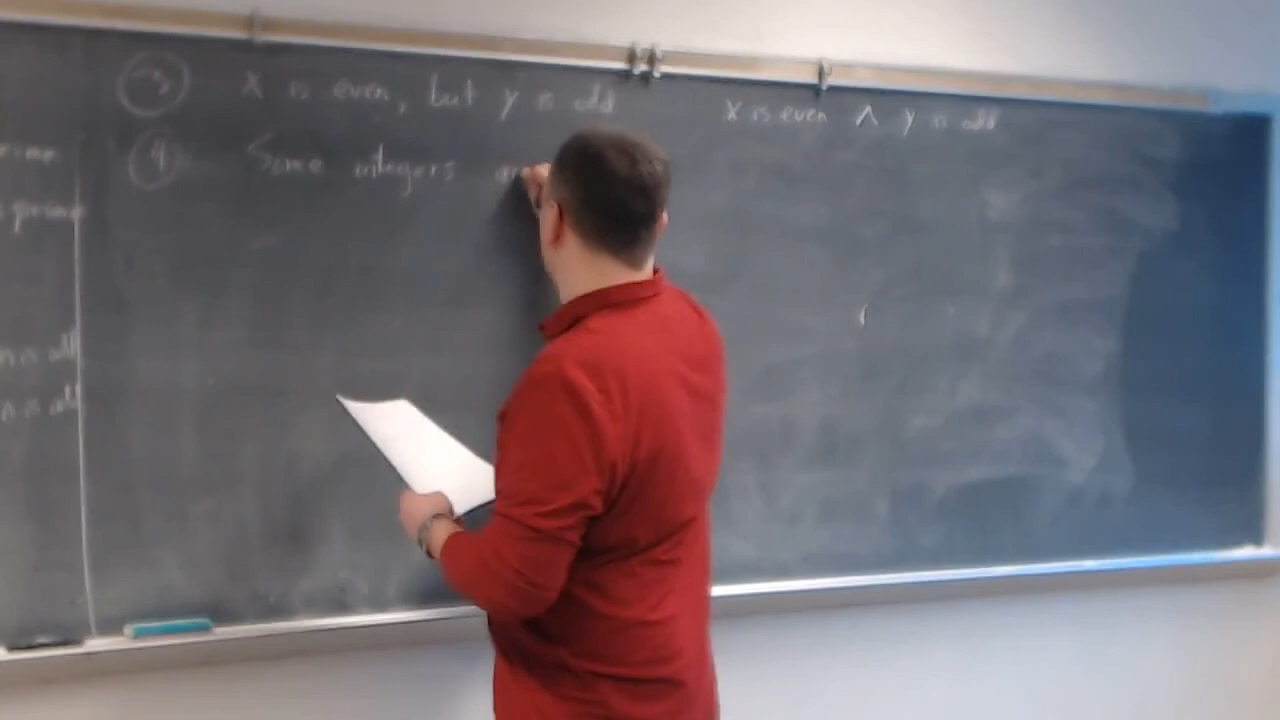 ③ x is even, but y is odd
x is even ∧ y is odd
④ Some integers are
prime
n is odd
n is odd